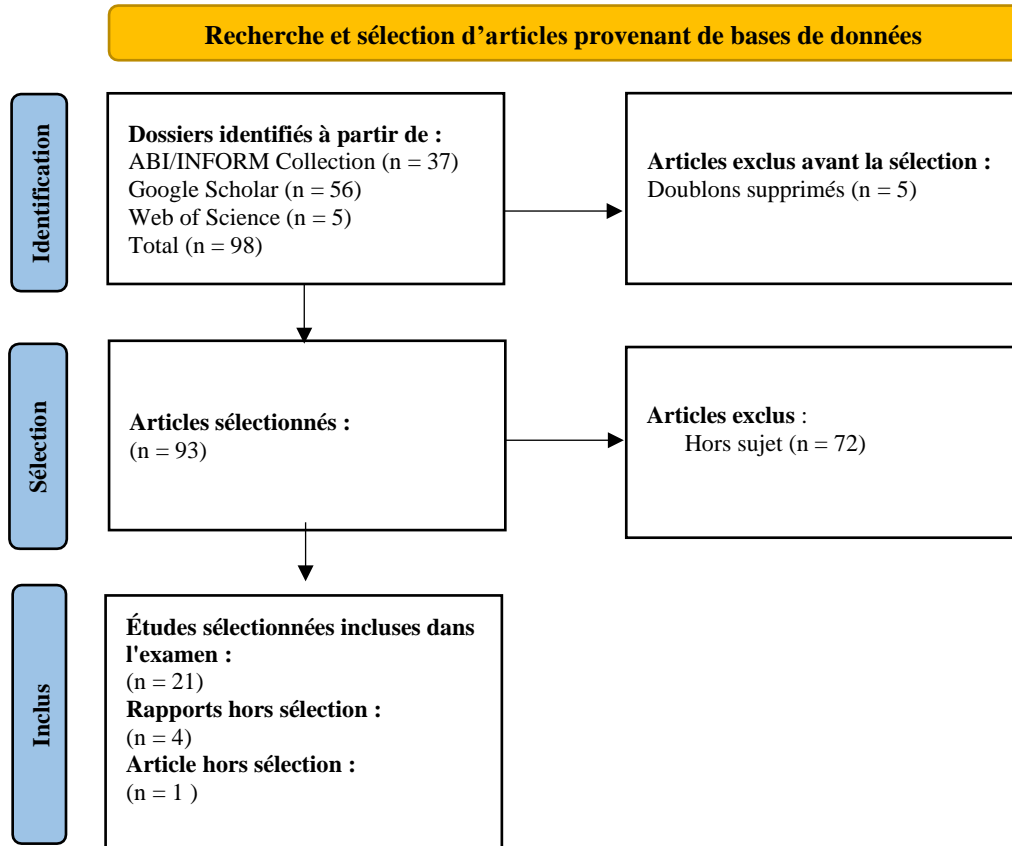 Recherche et sélection d’articles provenant de bases de données
Identification
Dossiers identifiés à partir de :
ABI/INFORM Collection (n = 37)
Google Scholar (n = 56)
Web of Science (n = 5)
Total (n = 98)
Articles exclus avant la sélection :
Doublons supprimés (n = 5)
Sélection
Articles sélectionnés :
(n = 93)
Articles exclus :
Hors sujet (n = 72)
Inclus
Études sélectionnées incluses dans
l'examen :
(n = 21)
Rapports hors sélection :
(n = 4)
Article hors sélection :
(n = 1 )